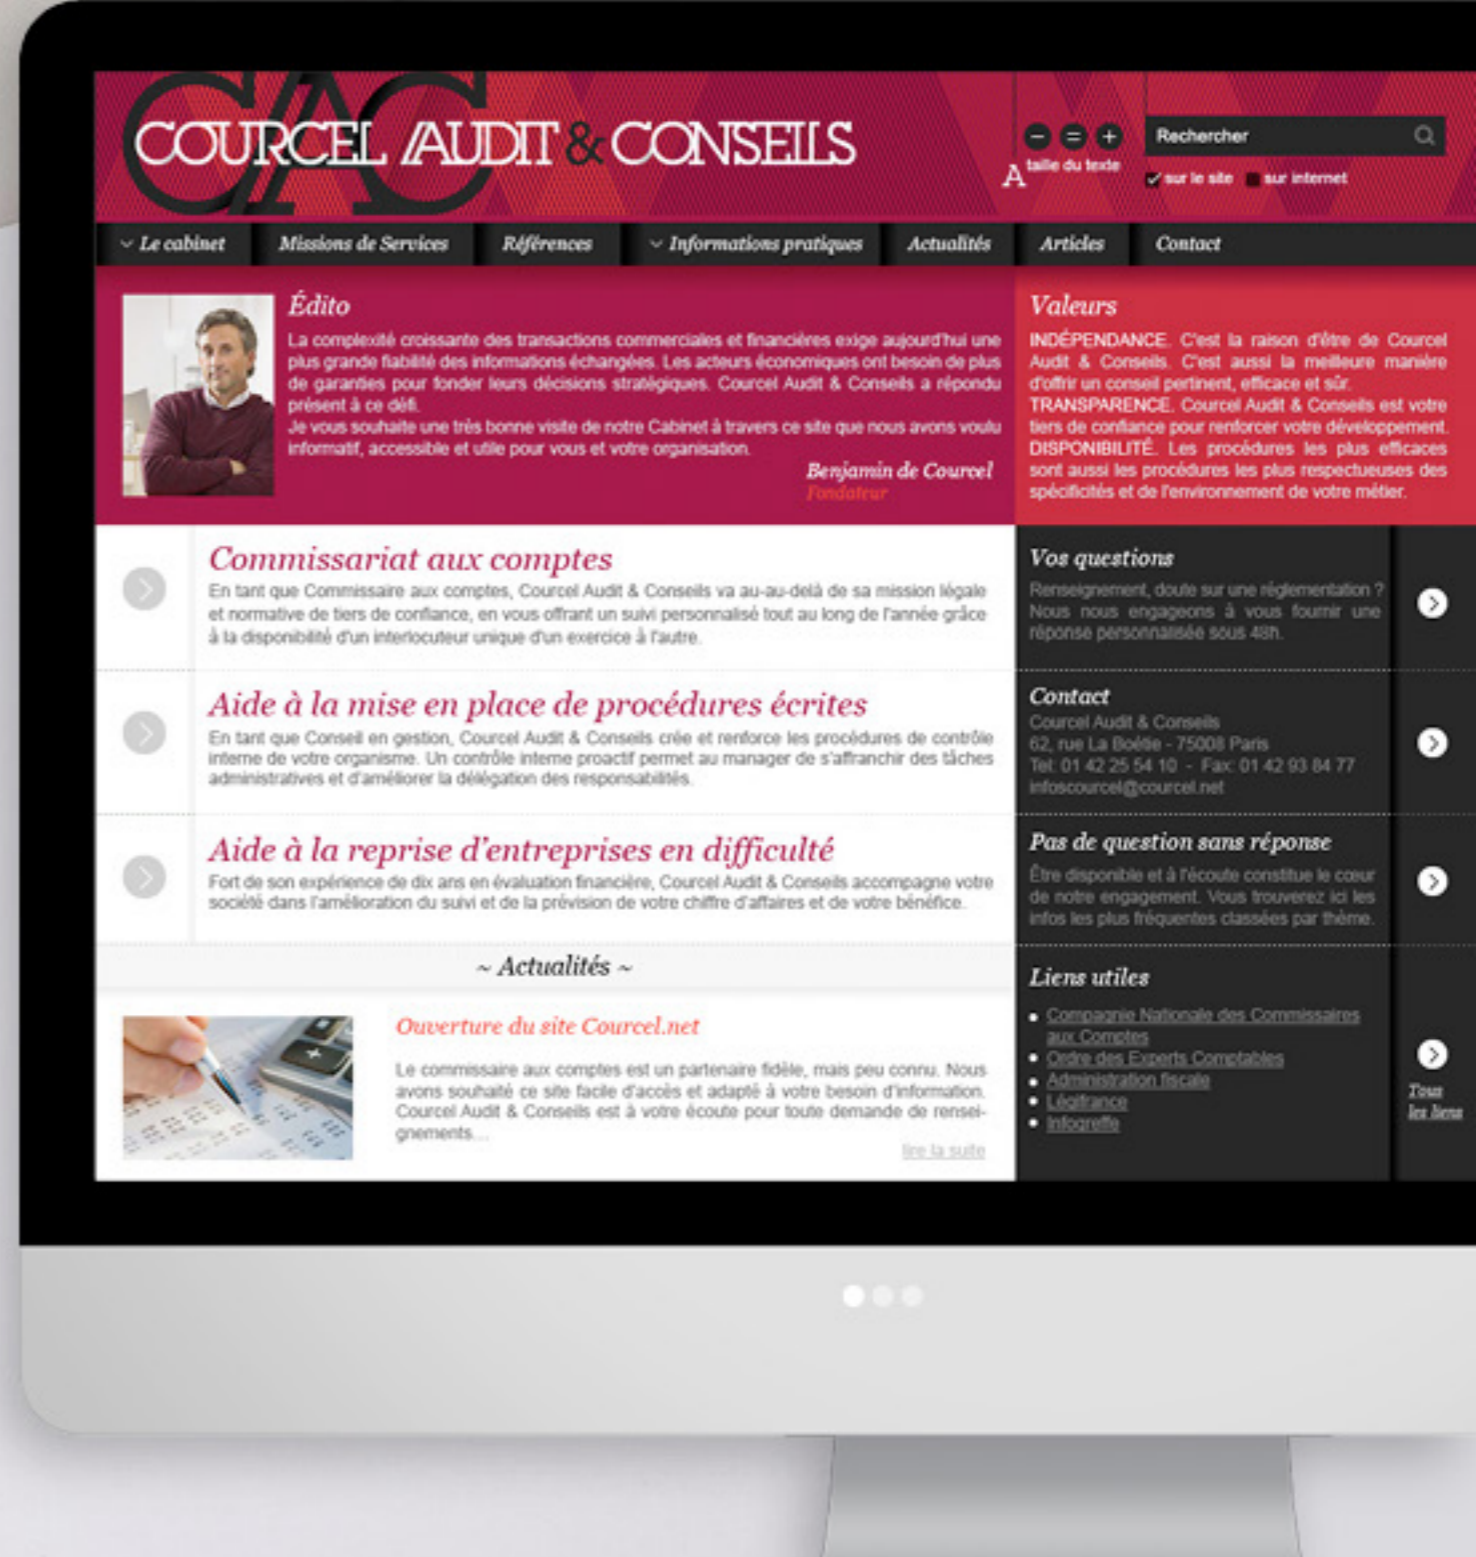 CAC
COURCEL AUDIT & CONSEILS
A taille du texte
Rechercher
sur le site sur internet
Le cabinet Missions de Services Références Informations pratiques Actualités Articles Contact
Édito
La complexité croissante des transactions commerciales et financières exige aujourd'hui une
plus grande fiabilité des informations échangées. Les acteurs économiques ont besoin de plus
de garanties pour fonder leurs décisions stratégiques. Courcel Audit & Conseils a répondu
présent à ce défi.
Je vous souhaite une très bonne visite de notre Cabinet à travers ce site que nous avons voulu
informatif, accessible et utile pour vous et votre organisation.
Benjamin de Courcel
Fondateur
Valeurs
INDÉPENDANCE. C'est la raison d'être de Courcel
Audit & Conseils. C'est aussi la meilleure manière
d'offrir un conseil pertinent, efficace et sûr.
TRANSPARENCE. Courcel Audit & Conseils est votre
tiers de confiance pour renforcer votre développement.
DISPONIBILITÉ. Les procédures les plus efficaces
sont aussi les procédures les plus respectueuses des
spécificités et de l'environnement de votre métier.
Commissariat aux comptes
En tant que Commissaire aux comptes, Courcel Audit & Conseils va au-au-delà de sa mission légale
et normative de tiers de confiance, en vous offrant un suivi personnalisé tout au long de l'année grâce
à la disponibilité d'un interlocuteur unique d'un exercice à l'autre.
Aide à la mise en place de procédures écrites
En tant que Conseil en gestion, Courcel Audit & Conseils crée et renforce les procédures de contrôle
interne de votre organisme. Un contrôle interne proactif permet au manager de s'affranchir des tâches
administratives et d'améliorer la délégation des responsabilités.
Aide à la reprise d'entreprises en difficulté
Fort de son expérience de dix ans en évaluation financière, Courcel Audit & Conseils accompagne votre
société dans l'amélioration du suivi et de la prévision de votre chiffre d'affaires et de votre bénéfice.
~ Actualités ~
Ouverture du site Courcel.net
Le commissaire aux comptes est un partenaire fidèle, mais peu connu. Nous
avons souhaité ce site facile d'accès et adapté à votre besoin d'information.
Courcel Audit & Conseils est à votre écoute pour toute demande de rensei-
gnements...
lire la suite
Vos questions
Renseignement, doute sur une réglementation ?
Nous nous engageons à vous fournir une
réponse personnalisée sous 48h.
Contact
Courcel Audit & Conseils
62, rue La Boétie - 75008 Paris
Tel: 01 42 25 54 10 - Fax: 01 42 93 84 77
infoscourcel@courcel.net
Pas de question sans réponse
Être disponible et à l'écoute constitue le cœur
de notre engagement. Vous trouverez ici les
infos les plus fréquentes classées par thème.
Liens utiles
Compagnie Nationale des Commissaires
aux Comptes
Ordre des Experts Comptables
Administration fiscale
Légifrance
Infogreffe
Tous
les liens